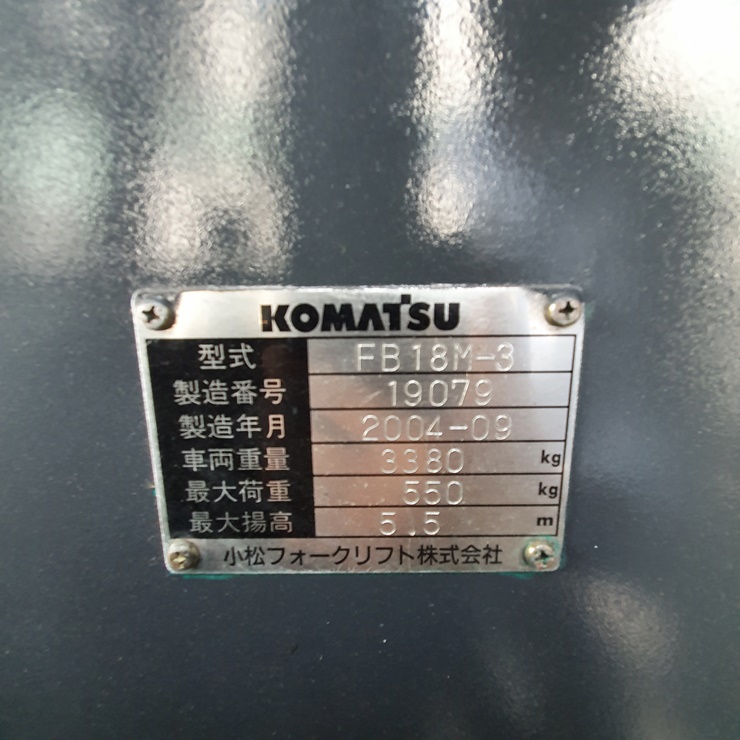 KOMATSU
型式 FB18M-3
製造番号 19079
製造年月 2004-09
車両重量 3380 kg
最大荷重 550 kg
最大揚高 5.5 m
小松フォークリフト株式会社